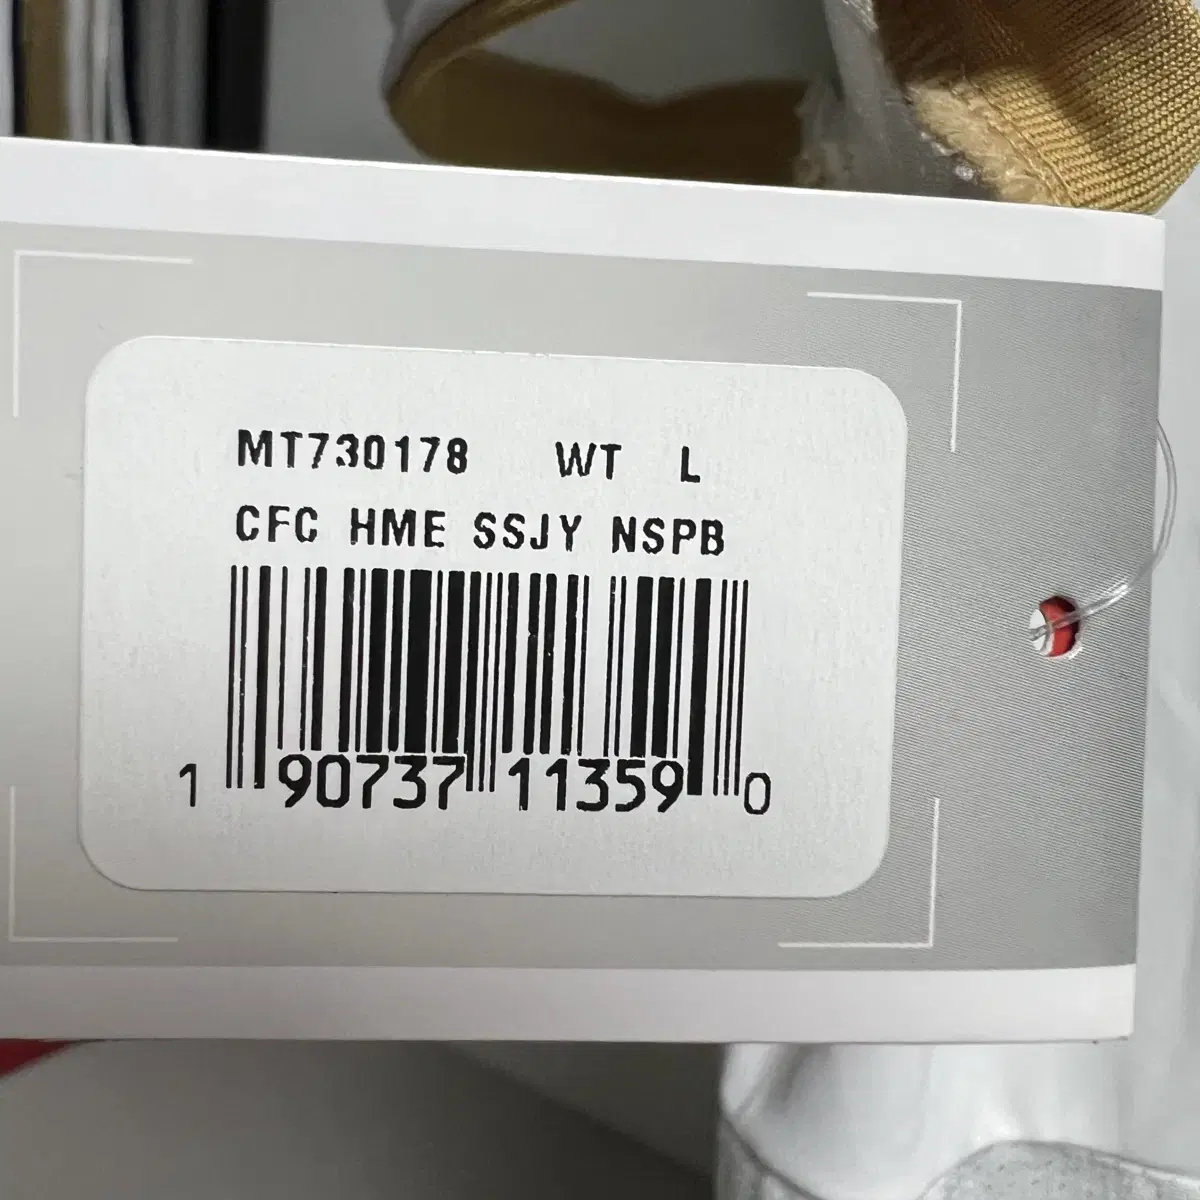 MT730178 WT L
CFC HME SSJY NSPB
1 90737 11359 0